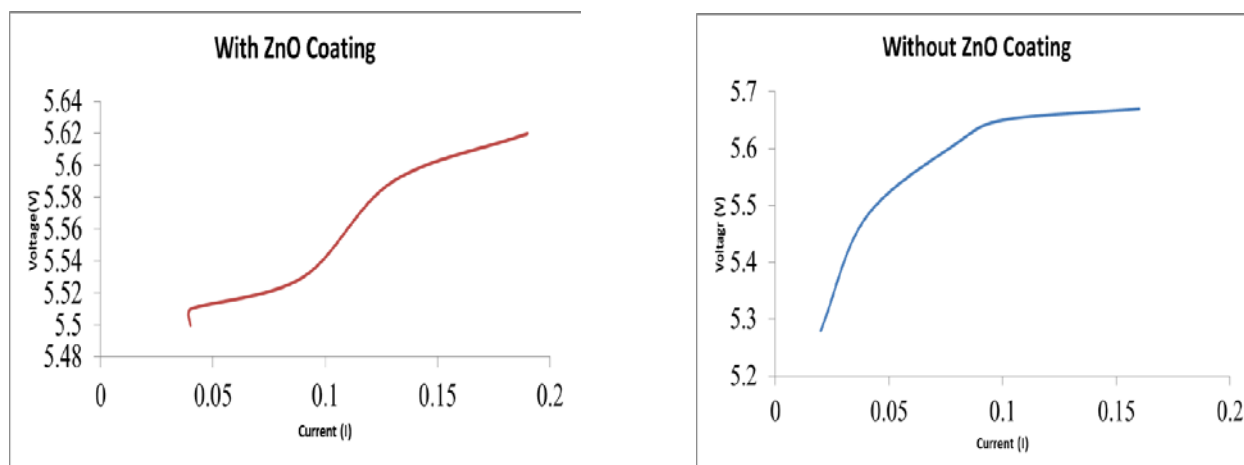 With ZnO Coating
5.64
5.62
5.6
5.58
5.56
5.54
5.52
5.5
5.48
Voltage(V)
0 0.05 0.1 0.15 0.2
Current (I)
Without ZnO Coating
5.7
5.6
5.5
5.4
5.3
5.2
Voltagr (V)
0 0.05 0.1 0.15 0.2
Current (I)